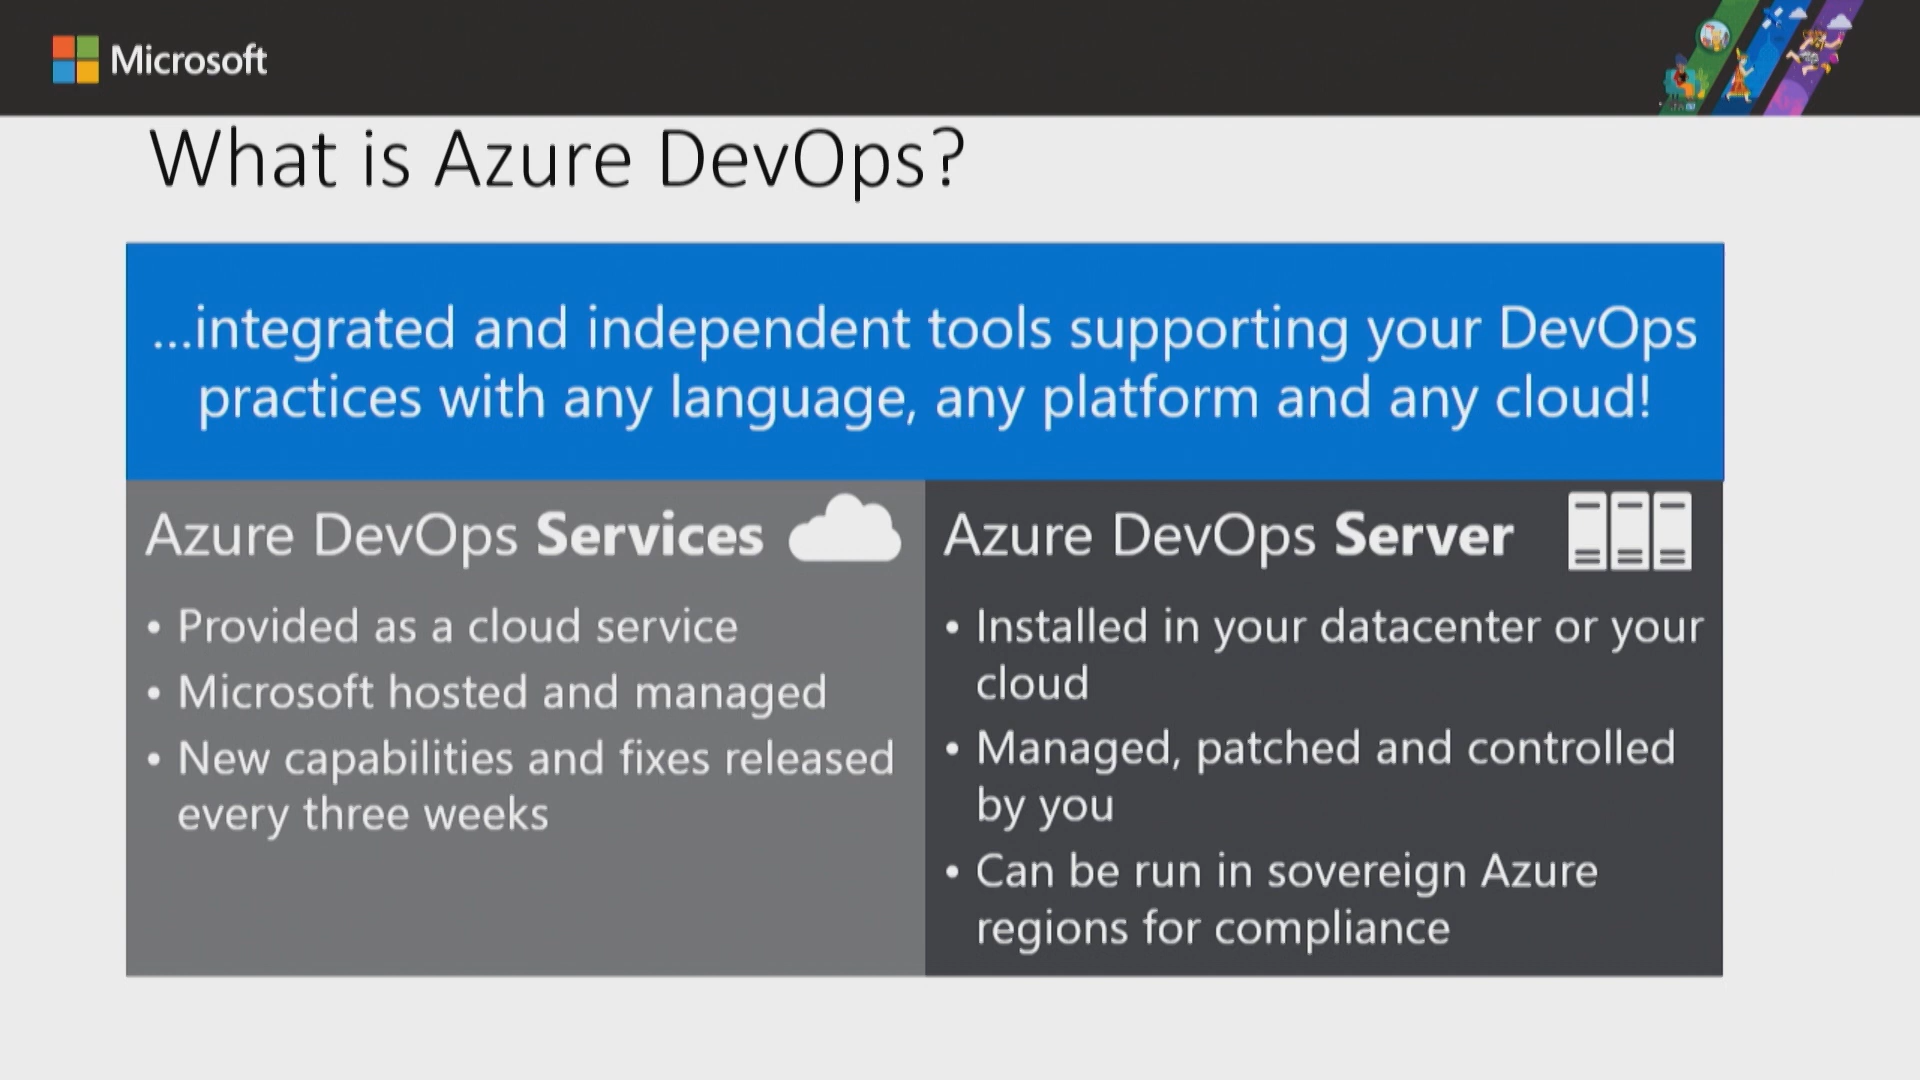 Microsoft
What is Azure DevOps?
...integrated and independent tools supporting your DevOps
practices with any language, any platform and any cloud!
Azure DevOps Services
• Provided as a cloud service
• Microsoft hosted and managed
• New capabilities and fixes released
every three weeks
Azure DevOps Server
• Installed in your datacenter or your
cloud
• Managed, patched and controlled
by you
• Can be run in sovereign Azure
regions for compliance